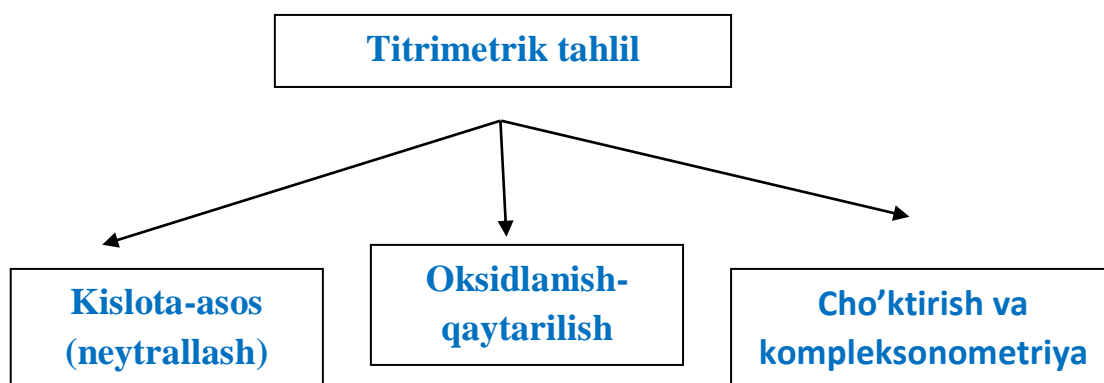 Titrimetrik tahlil
Kislota-asos
(neytrallash)
Oksidlanish-
qaytarilish
Cho’ktirish va
kompleksonometriya